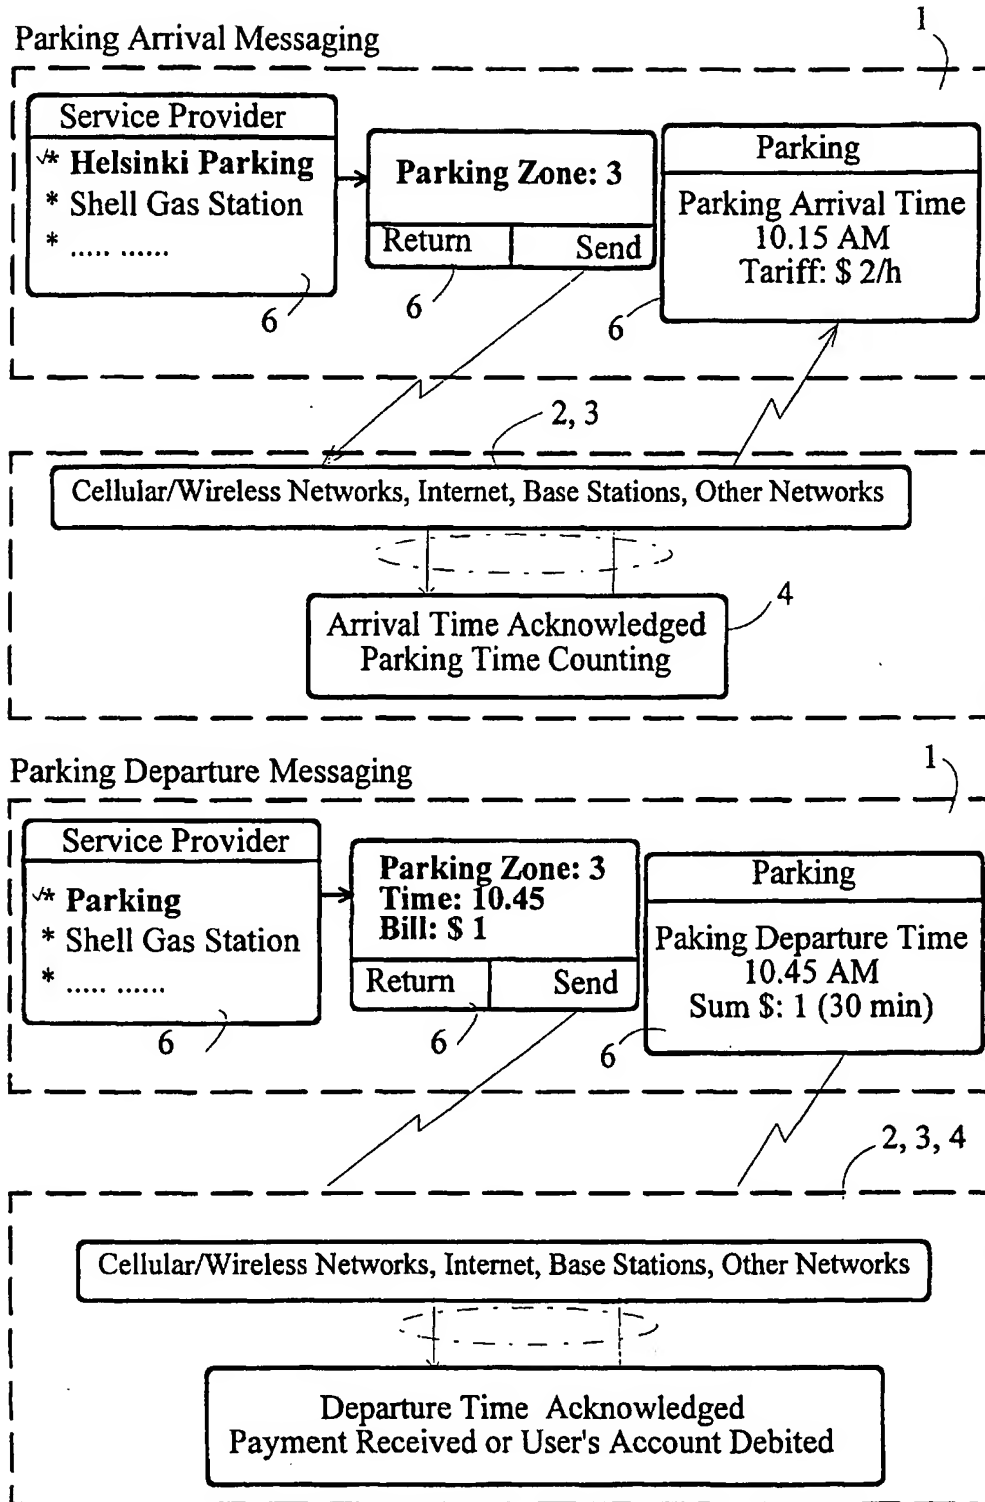 Parking Arrival Messaging
1
Service Provider
√* Helsinki Parking
* Shell Gas Station
* ..... ......
6
Parking Zone: 3
Return
Send
6
Parking
Parking Arrival Time
10.15 AM
Tariff: $ 2/h
6
2, 3
Cellular/Wireless Networks, Internet, Base Stations, Other Networks
4
Arrival Time Acknowledged
Parking Time Counting
Parking Departure Messaging
1
Service Provider
√* Parking
* Shell Gas Station
* ..... ......
6
Parking Zone: 3
Time: 10.45
Bill: $ 1
Return
Send
6
Parking
Paking Departure Time
10.45 AM
Sum $: 1 (30 min)
6
2, 3, 4
Cellular/Wireless Networks, Internet, Base Stations, Other Networks
Departure Time Acknowledged
Payment Received or User's Account Debited